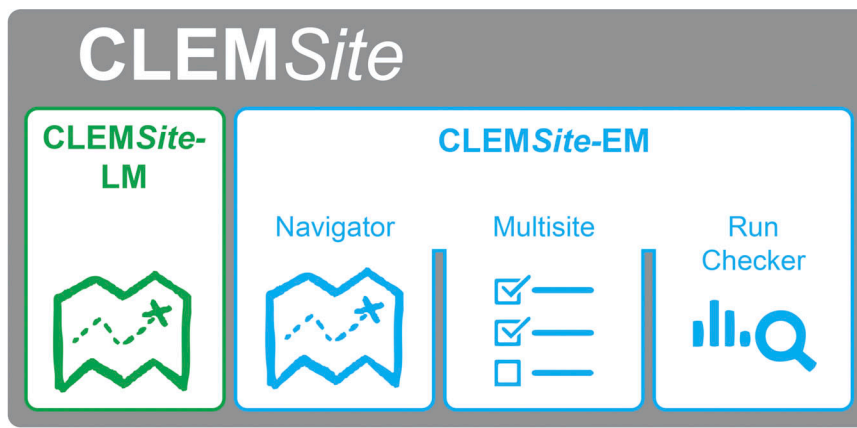 CLEMSite
CLEMSite-
LM
CLEMSite-EM
Navigator
Multisite
Run
Checker